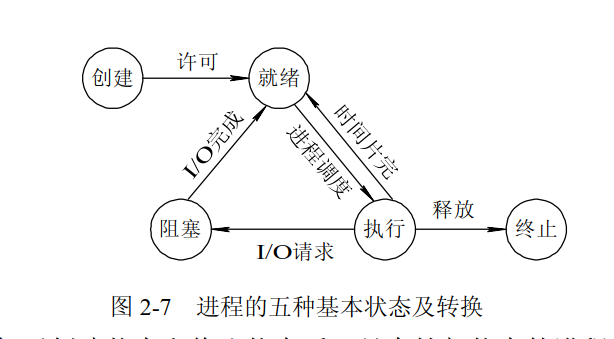 创建
许可
就绪
I/O完成
进程调度
时间片完
阻塞
I/O请求
执行
释放
终止
图 2-7 进程的五种基本状态及转换